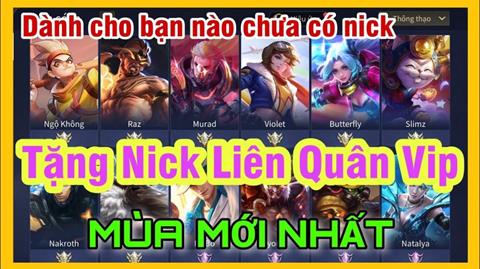 Dành cho bạn nào chưa có nick
Thông thạo
Ngộ Không Raz Murad Violet Butterfly Slimz
Tặng Nick Liên Quân Vip
Nakroth Natalya
MÙA MỚI NHẤT